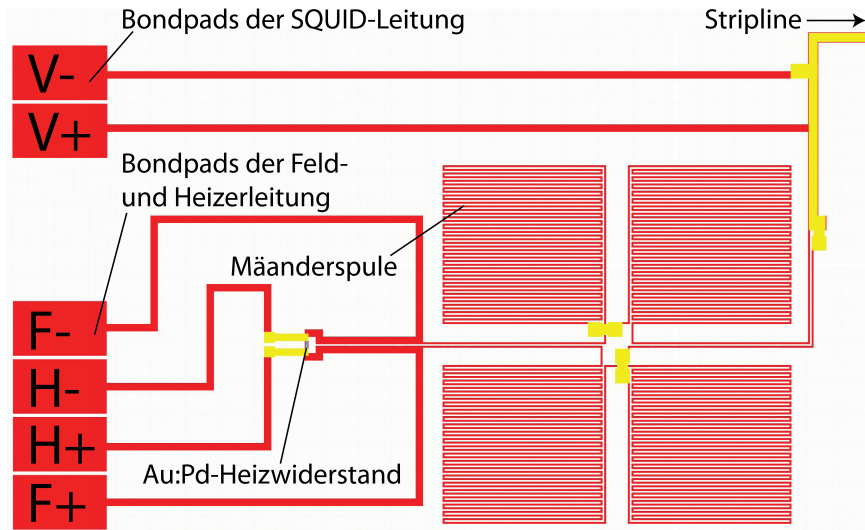 Bondpads der SQUID-Leitung
Stripline
V-
V+
Bondpads der Feld-
und Heizerleitung
Mäanderspule
F-
H-
H+
Au:Pd-Heizwiderstand
F+